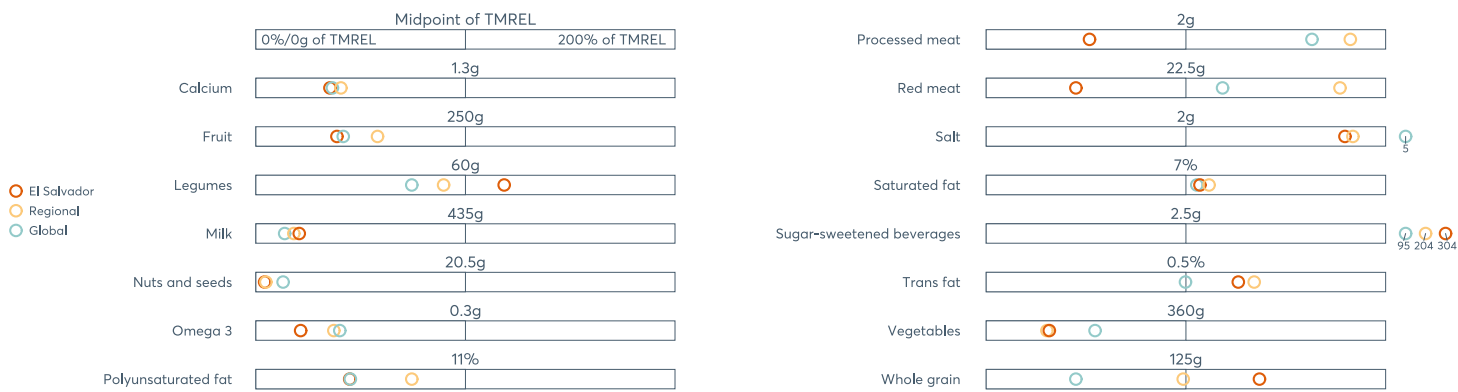 Midpoint of TMREL
0%/0g of TMREL
200% of TMREL
1.3g
Calcium
250g
Fruit
60g
Legumes
435g
Milk
20.5g
Nuts and seeds
0.3g
Omega 3
11%
Polyunsaturated fat
El Salvador
Regional
Global
2g
Processed meat
22.5g
Red meat
2g
Salt
5
7%
Saturated fat
2.5g
Sugar-sweetened beverages
95 204 304
0.5%
Trans fat
360g
Vegetables
125g
Whole grain